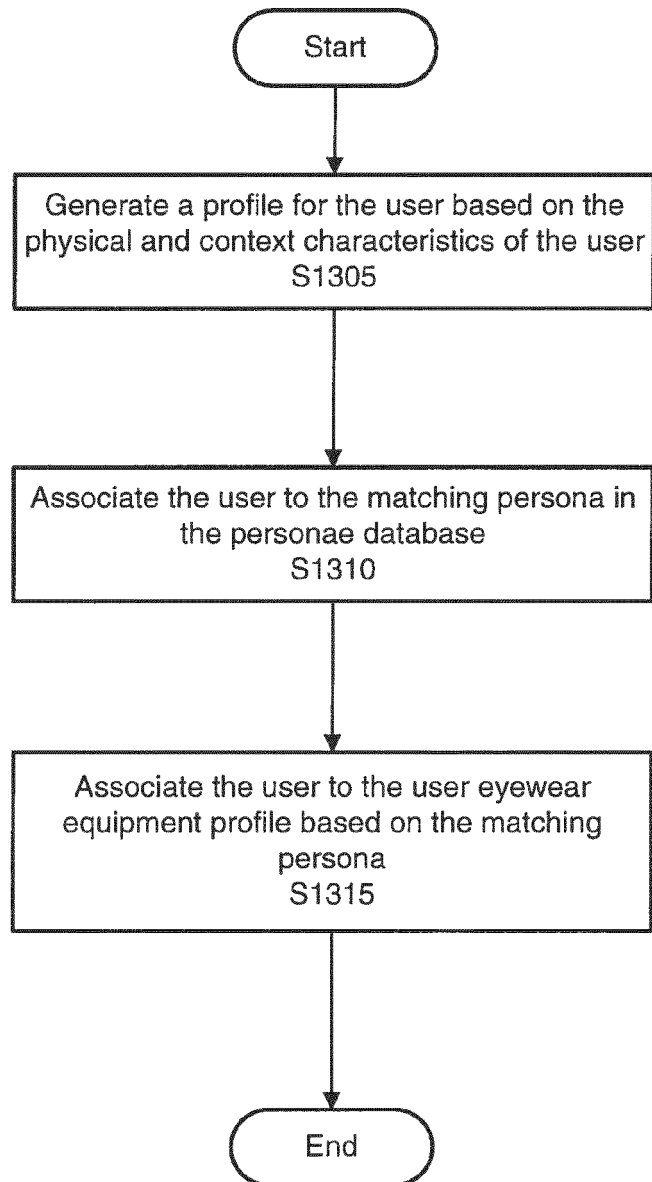 Start
Generate a profile for the user based on the
physical and context characteristics of the user
S1305
Associate the user to the matching persona in
the personae database
S1310
Associate the user to the user eyewear
equipment profile based on the matching
persona
S1315
End